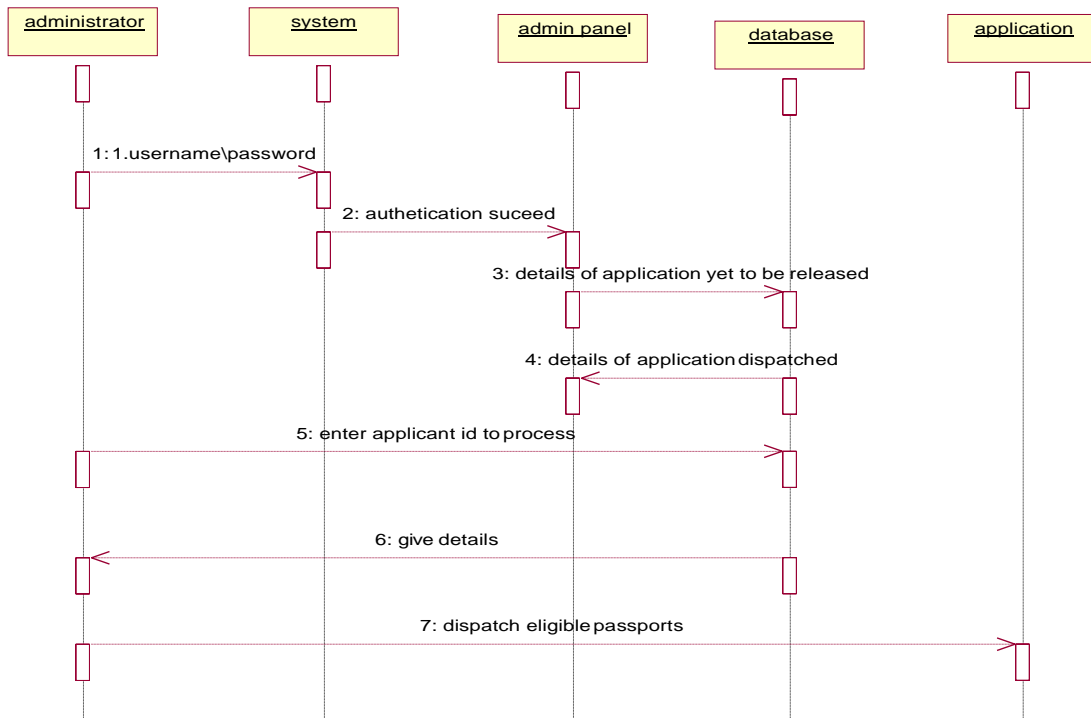 administrator
system
admin panel
database
application
1: 1.username\password
2: authetication suceed
3: details of application yet to be released
4: details of application dispatched
5: enter applicant id to process
6: give details
7: dispatch eligible passports